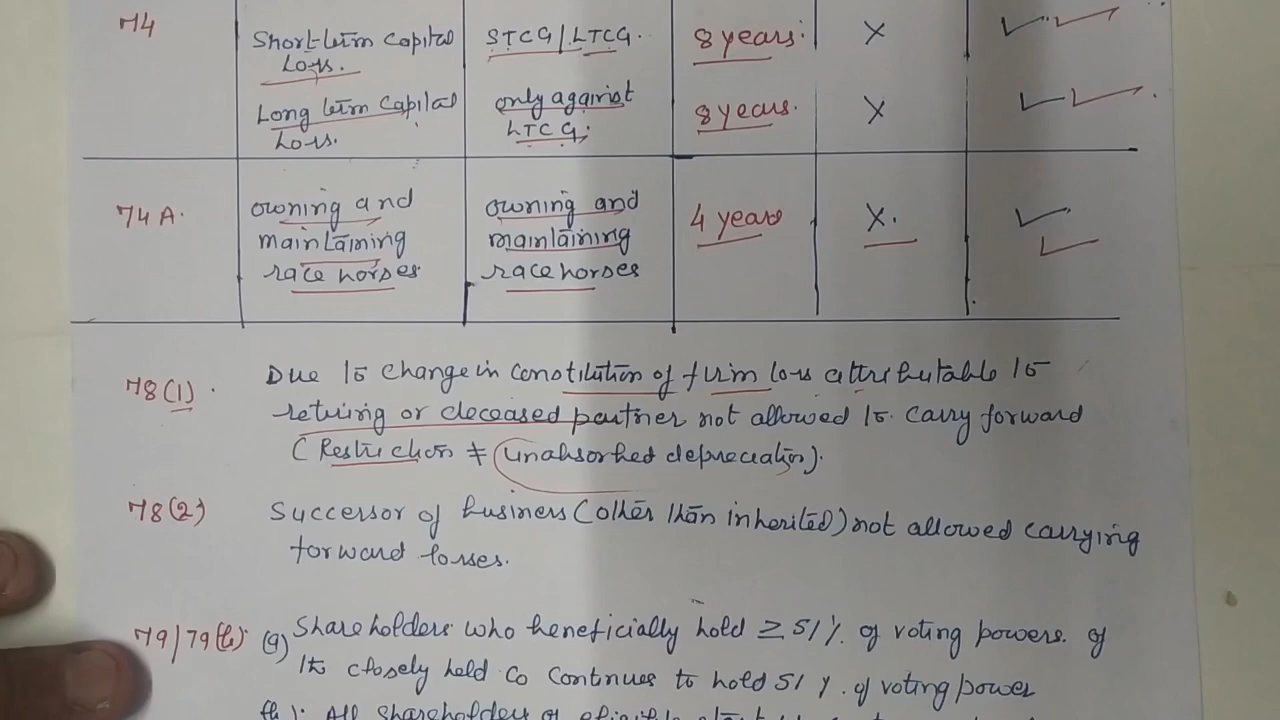 74 Short term capital STCG/LTCG. 8 years. X ✓
Loss.
Long term capital only against 8 years. X ✓
Loss. LTCG.
74A. owning and owning and 4 years X. ✓
maintaining maintaining
race horses race horses
78(1). Due to change in constitution of firm loss attributable to
retiring or deceased partner not allowed to carry forward
(Restriction ≠ unabsorbed depreciation).
78(2) Successor of business (other than inherited) not allowed carrying
forward losses.
79/79(b) (a) Shareholders who beneficially hold ≥ 51%. of voting powers of
its closely held Co continues to hold 51%. of voting power
(b). All shareholders of eligible